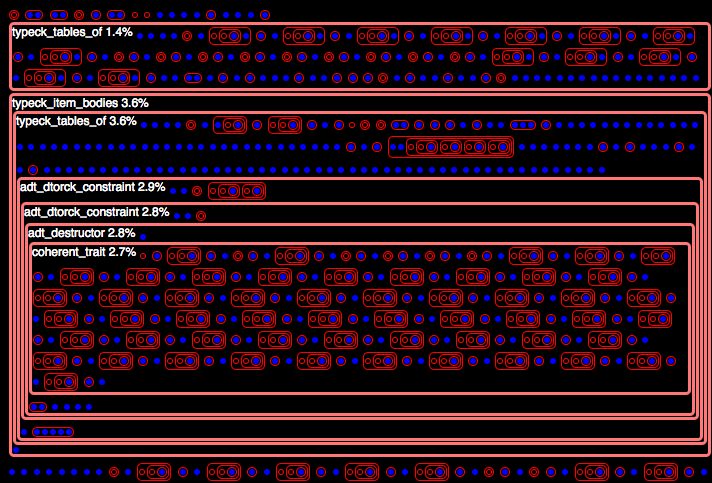 typeck_tables_of 1.4%
typeck_item_bodies 3.6%
typeck_tables_of 3.6%
adt_dtorck_constraint 2.9%
adt_dtorck_constraint 2.8%
adt_destructor 2.8%
coherent_trait 2.7%